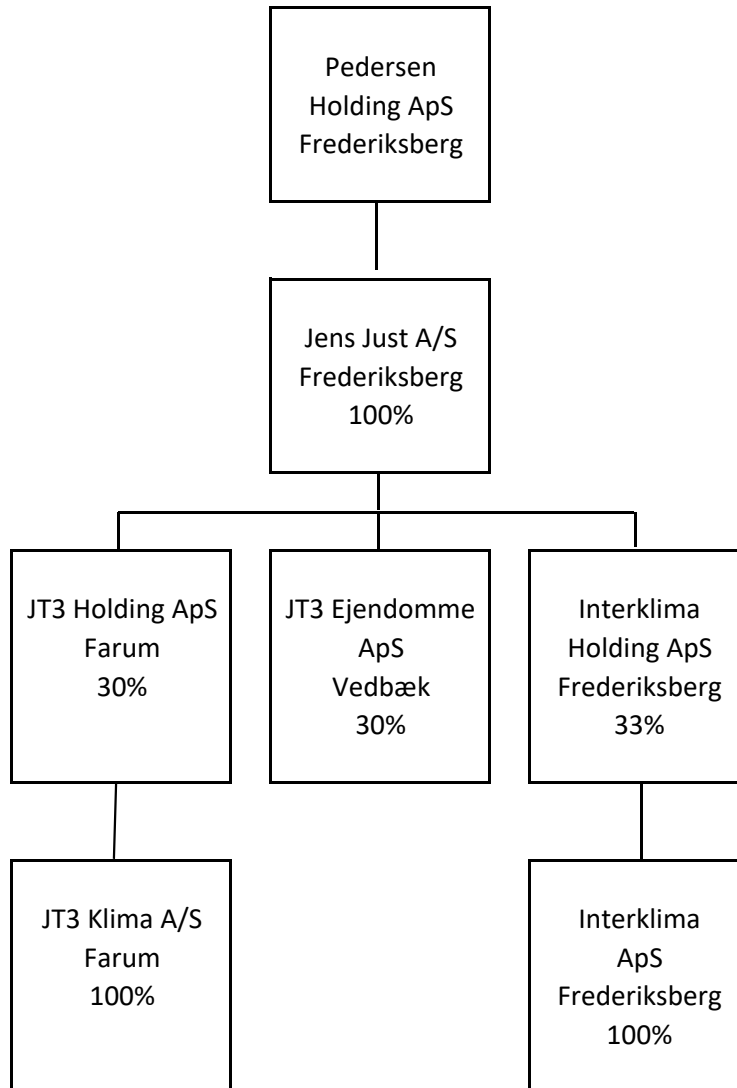 Pedersen
Holding ApS
Frederiksberg
Jens Just A/S
Frederiksberg
100%
JT3 Holding ApS
Farum
30%
JT3 Ejendomme
ApS
Vedbæk
30%
Interklima
Holding ApS
Frederiksberg
33%
JT3 Klima A/S
Farum
100%
Interklima
ApS
Frederiksberg
100%